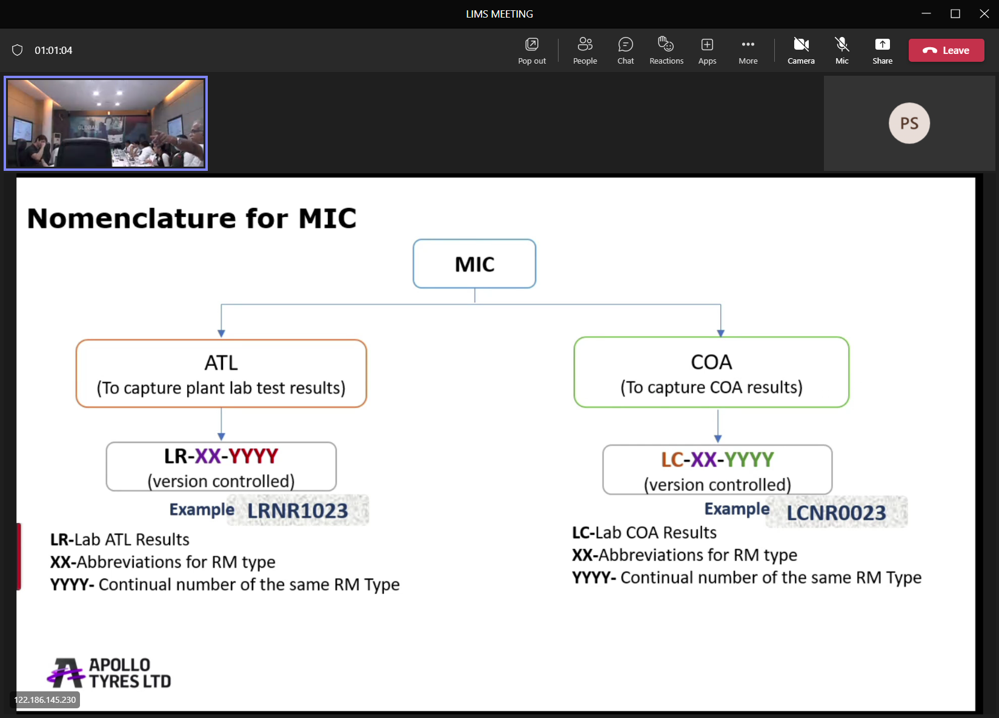 LIMS MEETING
01:01:04
Pop out
People
Chat
Reactions
Apps
More
Camera
Mic
Share
Leave
GLOBAL
PS
Nomenclature for MIC
MIC
ATL
(To capture plant lab test results)
COA
(To capture COA results)
LR-XX-YYYY
(version controlled)
LC-XX-YYYY
(version controlled)
Example LRNR1023
Example LCNR0023
LR-Lab ATL Results
XX-Abbreviations for RM type
YYYY- Continual number of the same RM Type
LC-Lab COA Results
XX-Abbreviations for RM type
YYYY- Continual number of the same RM Type
APOLLO
TYRES LTD
122.186.145.230